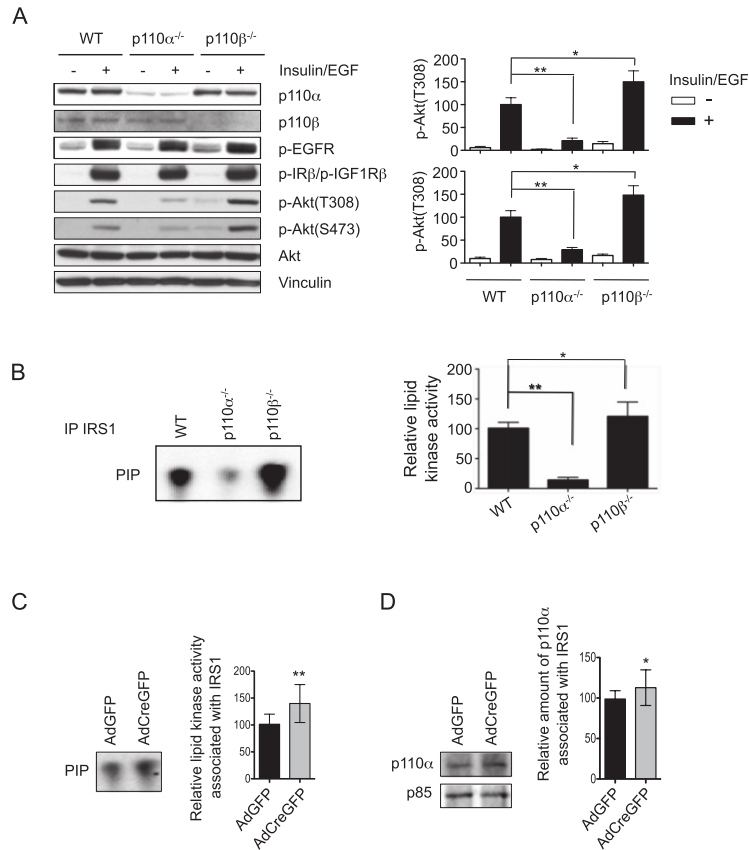 A
WT p110α-/- p110β-/-
- + - + - + Insulin/EGF
p110α
p110β
p-EGFR
p-IRβ/p-IGF1Rβ
p-Akt(T308)
p-Akt(S473)
Akt
Vinculin
p-Akt(T308)
200
150
100
50
0
**
*
Insulin/EGF
-
+
p-Akt(T308)
200
150
100
50
0
**
*
WT p110α-/- p110β-/-
B
IP IRS1
WT
p110α-/-
p110β-/-
PIP
Relative lipid
kinase activity
200
150
100
50
0
**
*
WT
p110α-/-
p110β-/-
C
AdGFP
AdCreGFP
PIP
Relative lipid kinase activity
associated with IRS1
200
150
100
50
0
**
AdGFP
AdCreGFP
D
AdGFP
AdCreGFP
p110α
p85
Relative amount of p110α
associated with IRS1
150
100
50
0
*
AdGFP
AdCreGFP